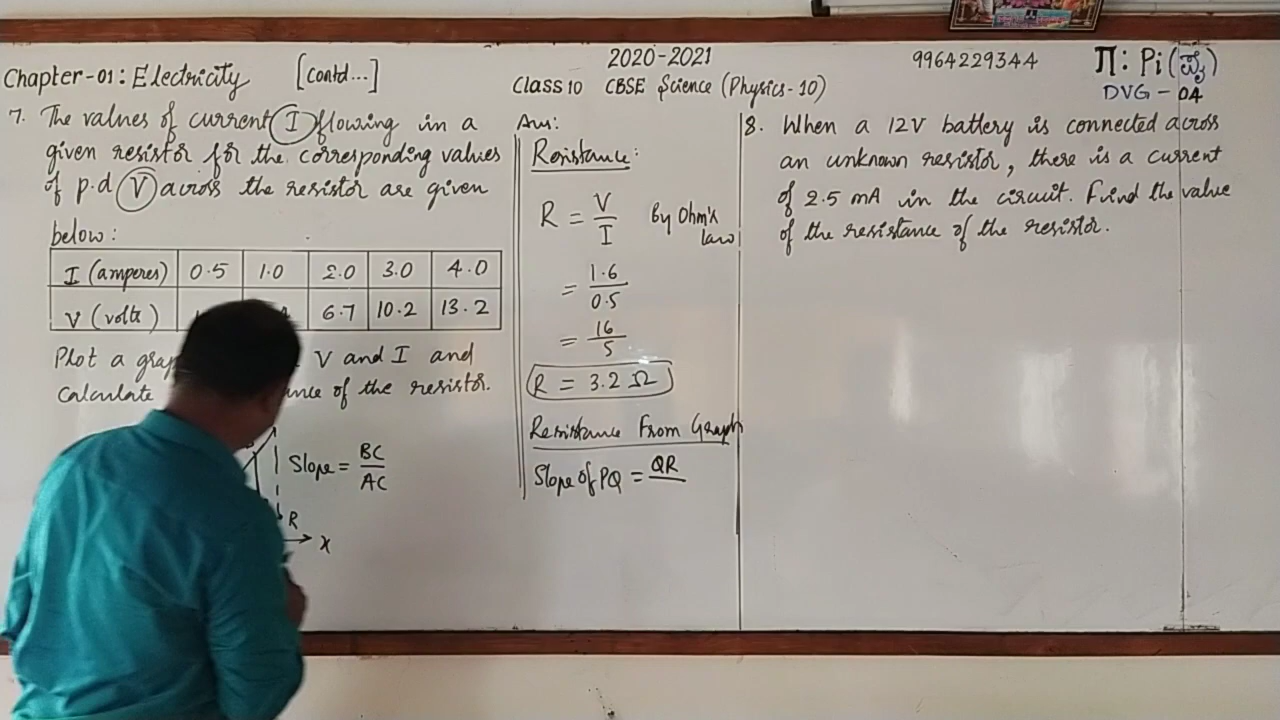 2020-2021
9964229344
Π: Pi (ಪೈ)
Chapter-01: Electricity [contd...]
Class 10 CBSE Science (Physics-10)
DVG - 04
7. The values of current I flowing in a
given resistor for the corresponding values
of p.d V across the resistor are given
below:
I (amperes) 0.5 1.0 2.0 3.0 4.0
V (volts) 6.7 10.2 13.2
Plot a V and I and
calculate of the resistor.
Slope = BC/AC
R
X
Ans:
Resistance:
R = V/I By Ohm's
law
= 1.6/0.5
= 16/5
R = 3.2 Ω
Resistance From Graph
Slope of PQ = QR
8. When a 12V battery is connected across
an unknown resistor, there is a current
of 2.5 mA in the circuit. Find the value
of the resistance of the resistor.